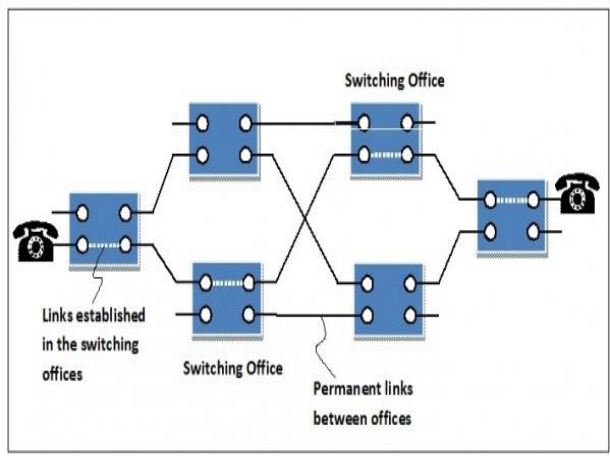 Switching Office
Links established
in the switching
offices
Switching Office
Permanent links
between offices